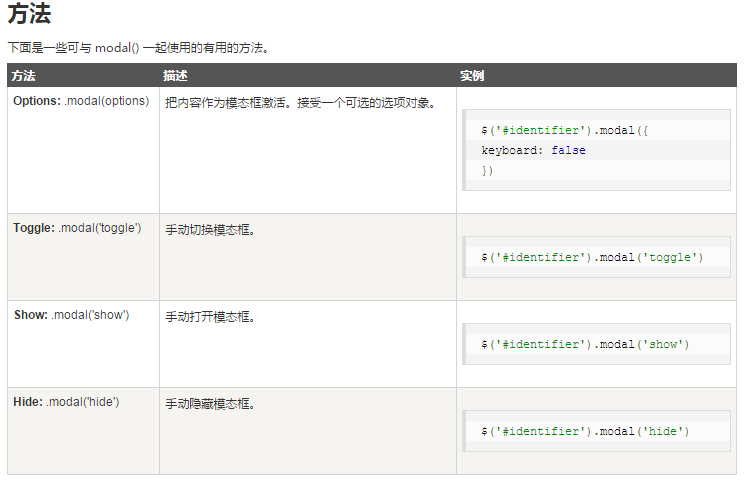 方法
下面是一些可与 modal() 一起使用的有用的方法。
方法 描述 实例
Options: .modal(options) 把内容作为模态框激活。接受一个可选的选项对象。
$('#identifier').modal({
keyboard: false
})
Toggle: .modal('toggle') 手动切换模态框。
$('#identifier').modal('toggle')
Show: .modal('show') 手动打开模态框。
$('#identifier').modal('show')
Hide: .modal('hide') 手动隐藏模态框。
$('#identifier').modal('hide')